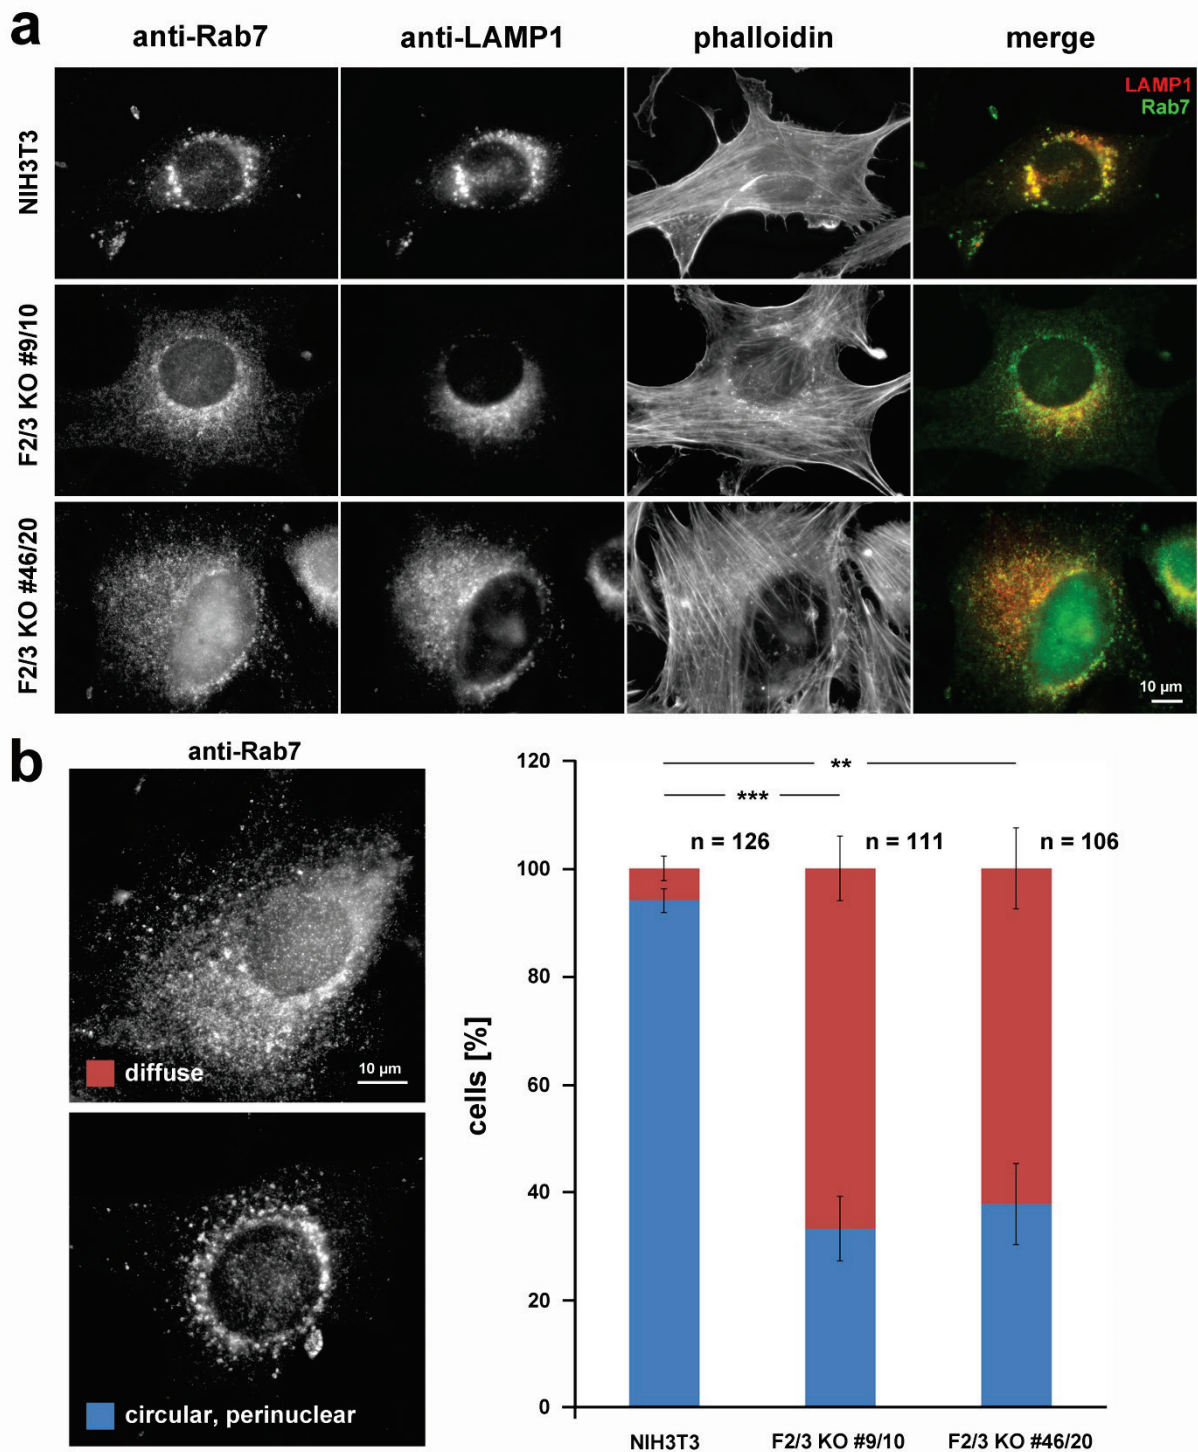 a
anti-Rab7 anti-LAMP1 phalloidin merge
LAMP1
Rab7
NIH3T3
F2/3 KO #9/10
F2/3 KO #46/20
10 µm
b
anti-Rab7
diffuse
10 µm
circular, perinuclear
cells [%]
120
100
80
60
40
20
0
**
***
n = 126 n = 111 n = 106
NIH3T3 F2/3 KO #9/10 F2/3 KO #46/20